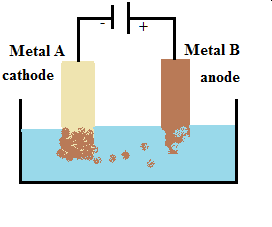 - +
Metal A
cathode
Metal B
anode